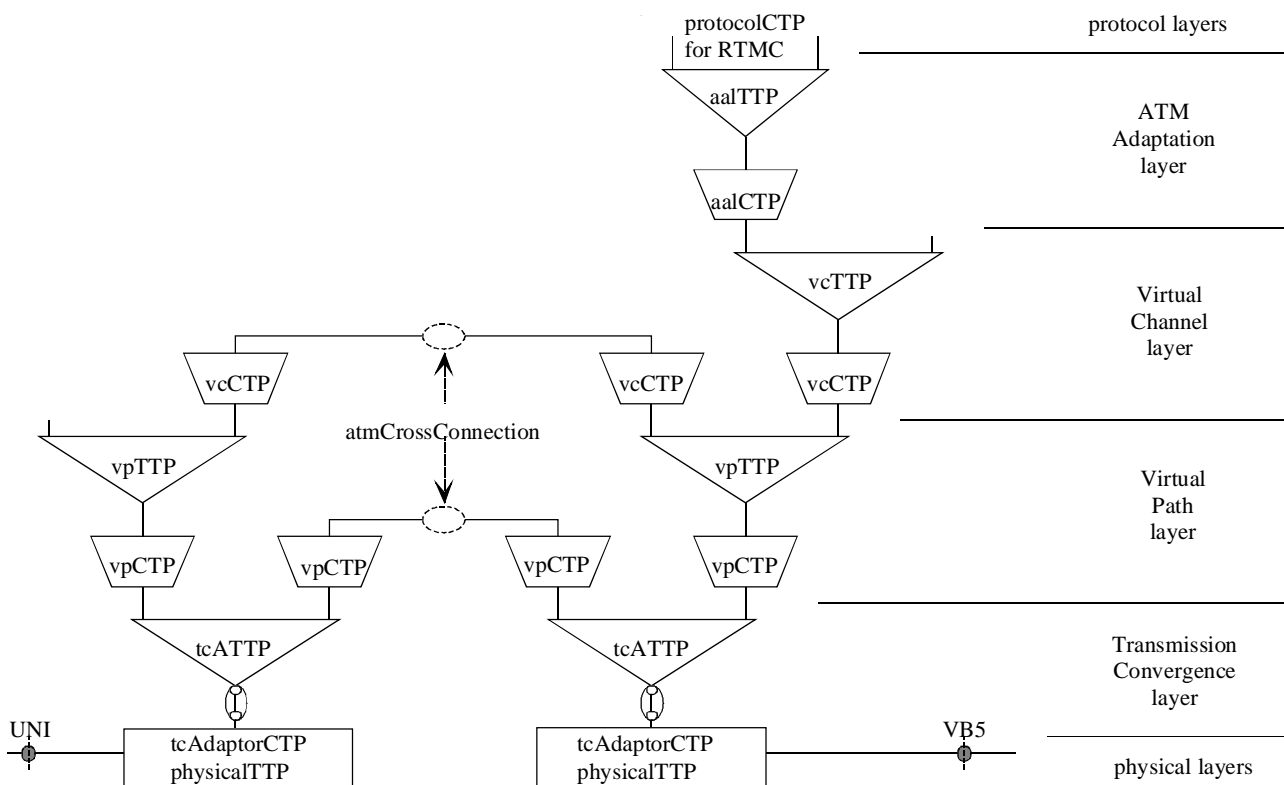 protocolCTP
for RTMC
protocol layers
aalTTP
ATM
Adaptation
layer
aalCTP
vcTTP
Virtual
Channel
layer
vcCTP
vcCTP
vcCTP
atmCrossConnection
vpTTP
vpTTP
Virtual
Path
layer
vpCTP
vpCTP
vpCTP
vpCTP
tcATTP
tcATTP
Transmission
Convergence
layer
UNI
tcAdaptorCTP
physicalTTP
tcAdaptorCTP
physicalTTP
VB5
physical layers